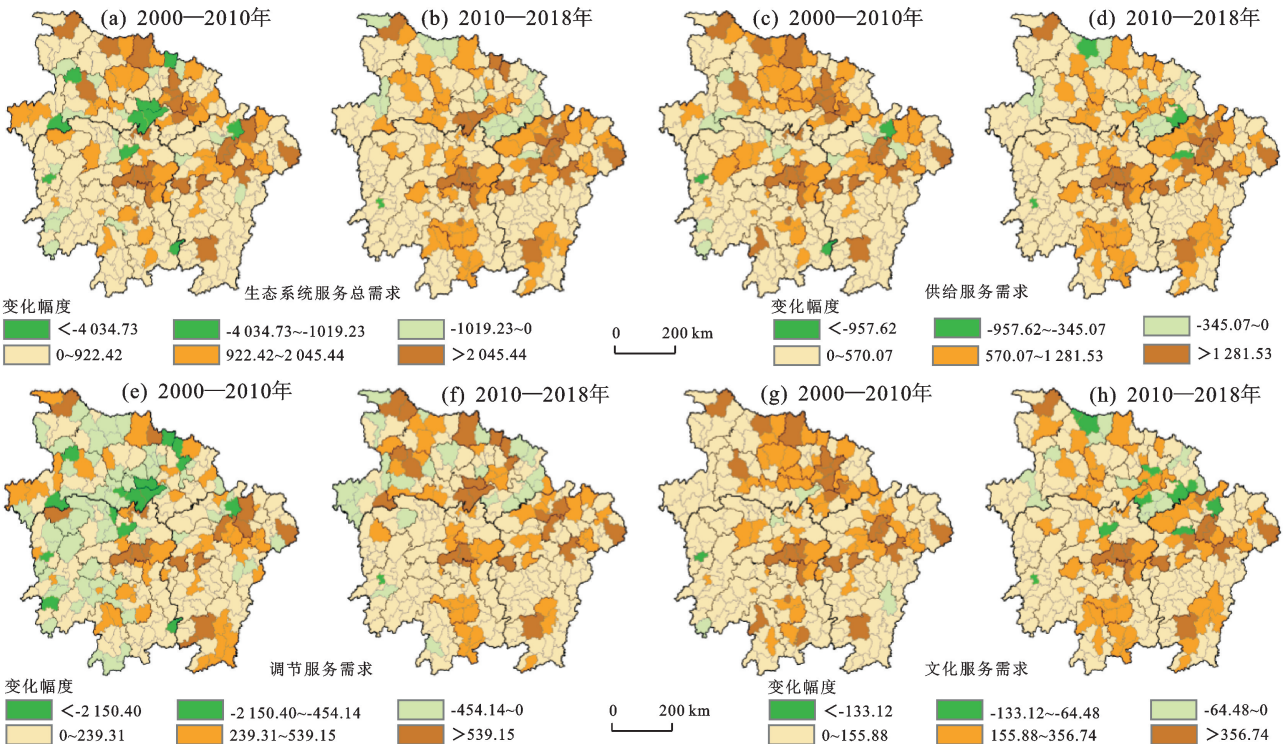 (a) 2000—2010年
(b) 2010—2018年
(c) 2000—2010年
(d) 2010—2018年
生态系统服务总需求
变化幅度
<-4 034.73
-4 034.73~-1019.23
-1019.23~0
0~922.42
922.42~2 045.44
>2 045.44
0 200 km
供给服务需求
变化幅度
<-957.62
-957.62~-345.07
-345.07~0
0~570.07
570.07~1 281.53
>1 281.53
(e) 2000—2010年
(f) 2010—2018年
(g) 2000—2010年
(h) 2010—2018年
调节服务需求
变化幅度
<-2 150.40
-2 150.40~-454.14
-454.14~0
0~239.31
239.31~539.15
>539.15
0 200 km
文化服务需求
变化幅度
<-133.12
-133.12~-64.48
-64.48~0
0~155.88
155.88~356.74
>356.74